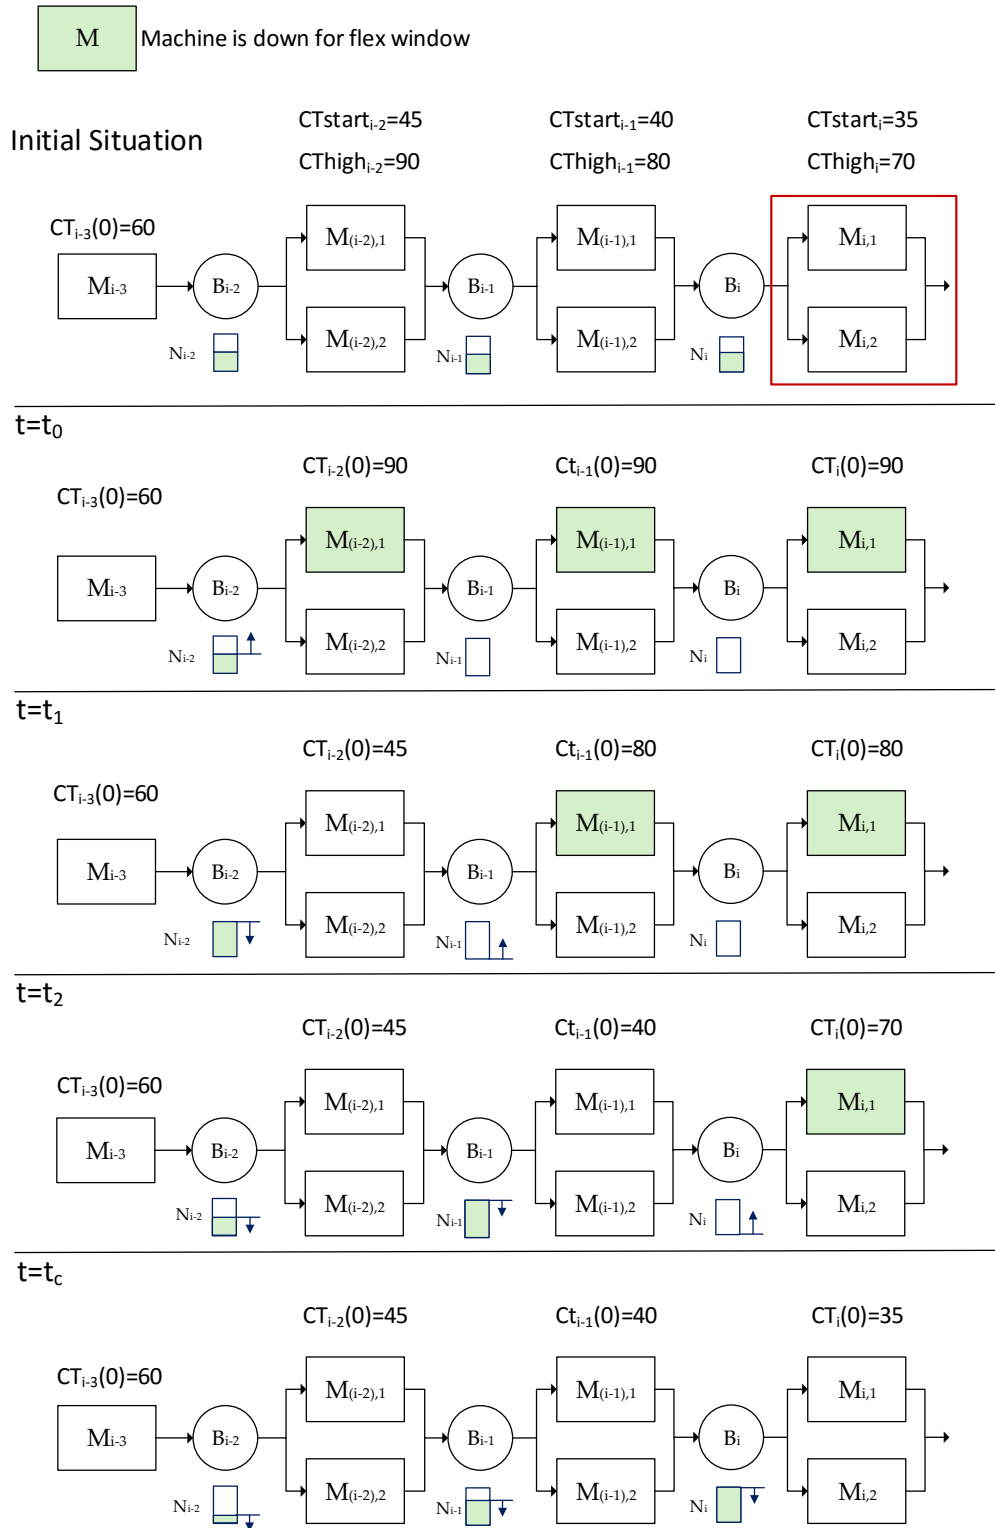 M Machine is down for flex window
CTstartᵢ₋₂=45 CTstartᵢ₋₁=40 CTstartᵢ=35
Initial Situation
CThighᵢ₋₂=90 CThighᵢ₋₁=80 CThighᵢ=70
CTᵢ₋₃(0)=60
M₍ᵢ₋₂₎,₁ M₍ᵢ₋₁₎,₁ Mᵢ,₁
Mᵢ₋₃ Bᵢ₋₂ Bᵢ₋₁ Bᵢ
M₍ᵢ₋₂₎,₂ M₍ᵢ₋₁₎,₂ Mᵢ,₂
Nᵢ₋₂ Nᵢ₋₁ Nᵢ
t=t₀
CTᵢ₋₂(0)=90 Ctᵢ₋₁(0)=90 CTᵢ(0)=90
CTᵢ₋₃(0)=60
M₍ᵢ₋₂₎,₁ M₍ᵢ₋₁₎,₁ Mᵢ,₁
Mᵢ₋₃ Bᵢ₋₂ Bᵢ₋₁ Bᵢ
M₍ᵢ₋₂₎,₂ M₍ᵢ₋₁₎,₂ Mᵢ,₂
Nᵢ₋₂ Nᵢ₋₁ Nᵢ
t=t₁
CTᵢ₋₂(0)=45 Ctᵢ₋₁(0)=80 CTᵢ(0)=80
CTᵢ₋₃(0)=60
M₍ᵢ₋₂₎,₁ M₍ᵢ₋₁₎,₁ Mᵢ,₁
Mᵢ₋₃ Bᵢ₋₂ Bᵢ₋₁ Bᵢ
M₍ᵢ₋₂₎,₂ M₍ᵢ₋₁₎,₂ Mᵢ,₂
Nᵢ₋₂ Nᵢ₋₁ Nᵢ
t=t₂
CTᵢ₋₂(0)=45 Ctᵢ₋₁(0)=40 CTᵢ(0)=70
CTᵢ₋₃(0)=60
M₍ᵢ₋₂₎,₁ M₍ᵢ₋₁₎,₁ Mᵢ,₁
Mᵢ₋₃ Bᵢ₋₂ Bᵢ₋₁ Bᵢ
M₍ᵢ₋₂₎,₂ M₍ᵢ₋₁₎,₂ Mᵢ,₂
Nᵢ₋₂ Nᵢ₋₁ Nᵢ
t=t_c
CTᵢ₋₂(0)=45 Ctᵢ₋₁(0)=40 CTᵢ(0)=35
CTᵢ₋₃(0)=60
M₍ᵢ₋₂₎,₁ M₍ᵢ₋₁₎,₁ Mᵢ,₁
Mᵢ₋₃ Bᵢ₋₂ Bᵢ₋₁ Bᵢ
M₍ᵢ₋₂₎,₂ M₍ᵢ₋₁₎,₂ Mᵢ,₂
Nᵢ₋₂ Nᵢ₋₁ Nᵢ